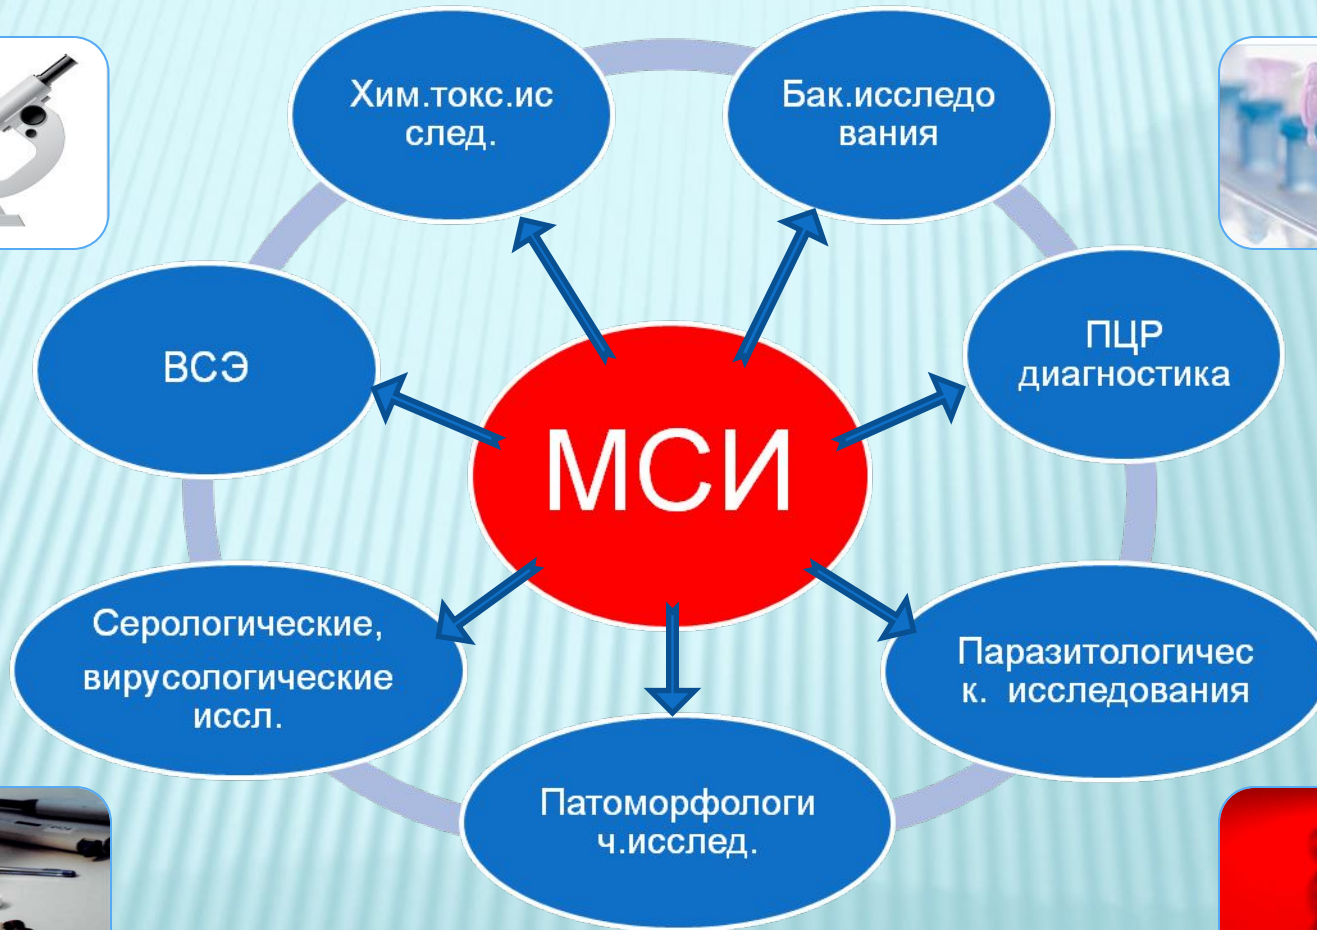 Хим.токс.ис
след.
Бак.исследо
вания
ВСЭ
ПЦР
диагностика
МСИ
Серологические,
вирусологические
иссл.
Паразитологичес
к. исследования
Патоморфологи
ч.исслед.